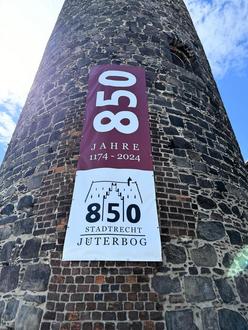 850
JAHRE
1174 - 2024
850
STADTRECHT
JÜTERBOG